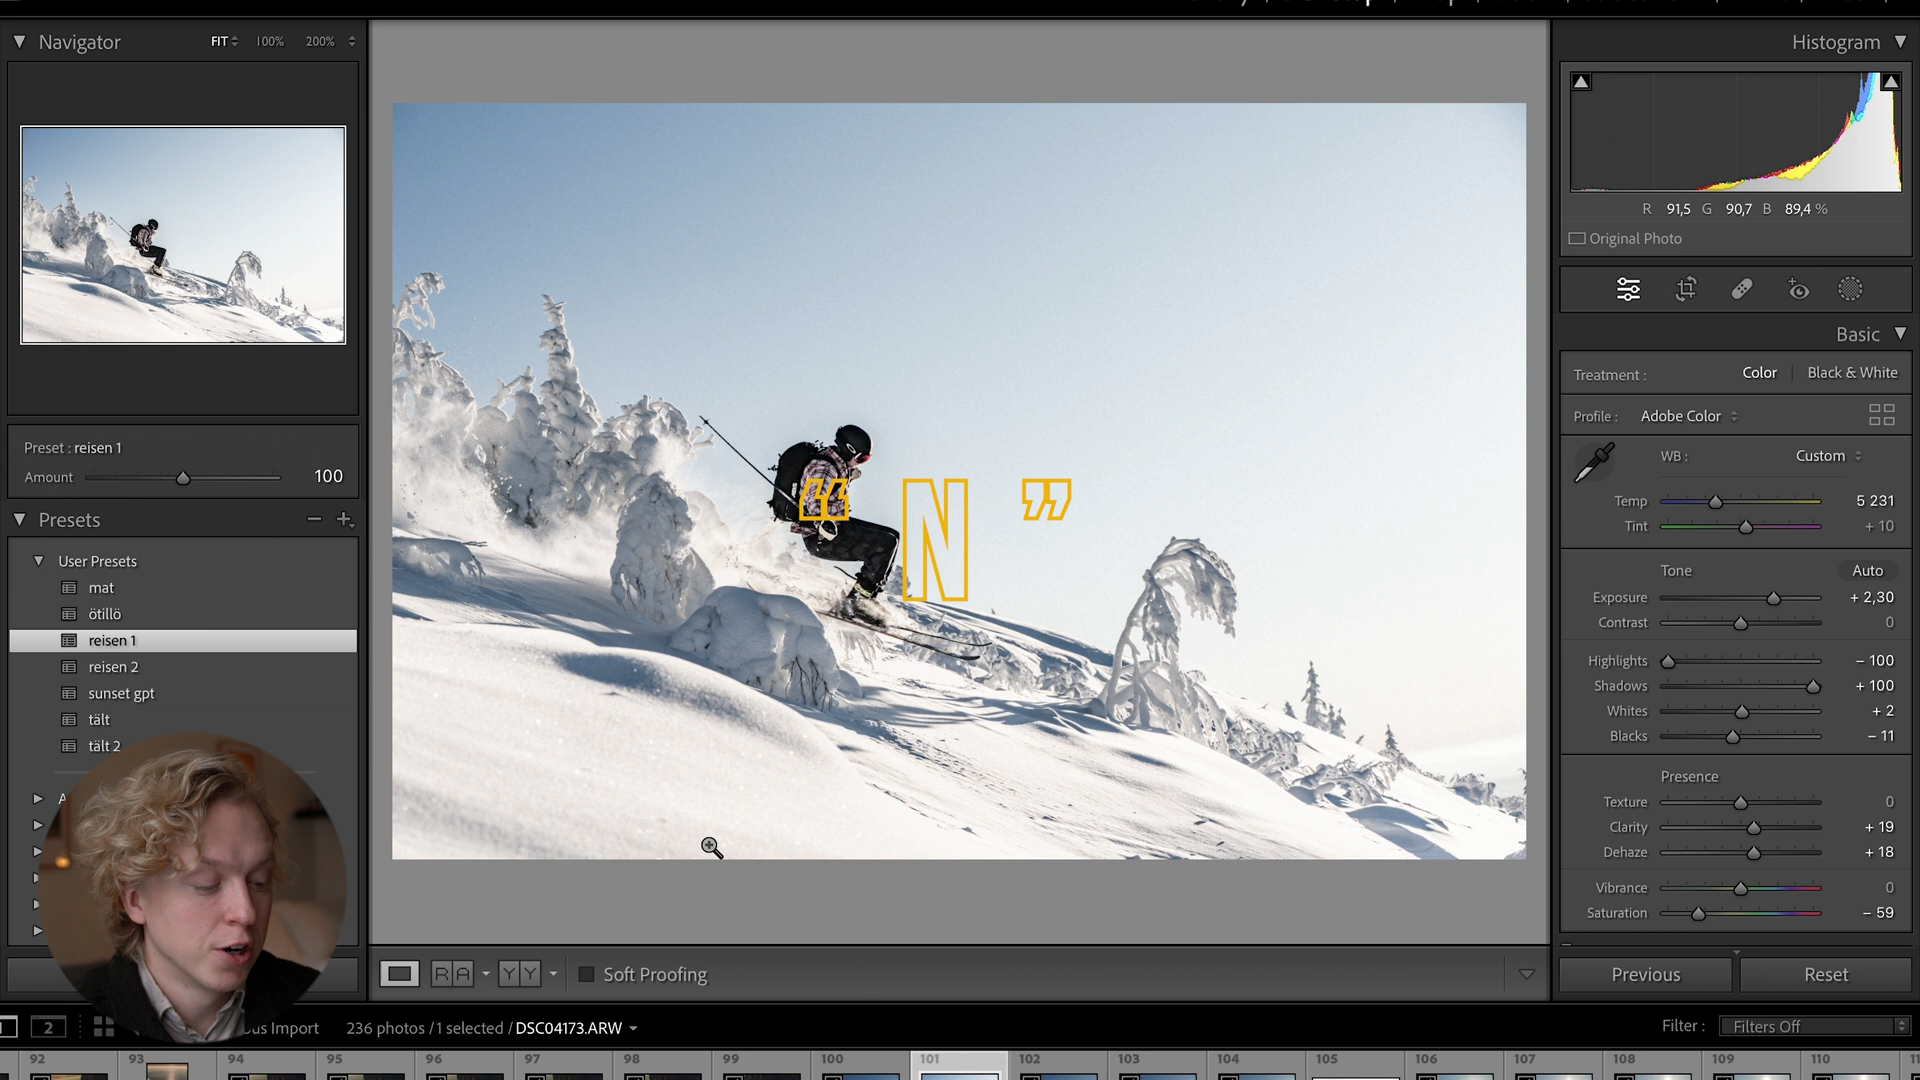 Navigator
FIT 100% 200%
Preset : reisen 1
Amount 100
Presets
User Presets
mat
ötillö
reisen 1
reisen 2
sunset gpt
tält
tält 2
“ N ”
Histogram
R 91,5 G 90,7 B 89,4 %
Original Photo
Basic
Treatment : Color Black & White
Profile : Adobe Color
WB : Custom
Temp 5 231
Tint + 10
Tone Auto
Exposure + 2,30
Contrast 0
Highlights – 100
Shadows + 100
Whites + 2
Blacks – 11
Presence
Texture 0
Clarity + 19
Dehaze + 18
Vibrance 0
Saturation – 59
Previous Reset
R A Y Y Soft Proofing
2 Import 236 photos / 1 selected / DSC04173.ARW
Filter : Filters Off
92 93 94 95 96 97 98 99 100 101 102 103 104 105 106 107 108 109 110